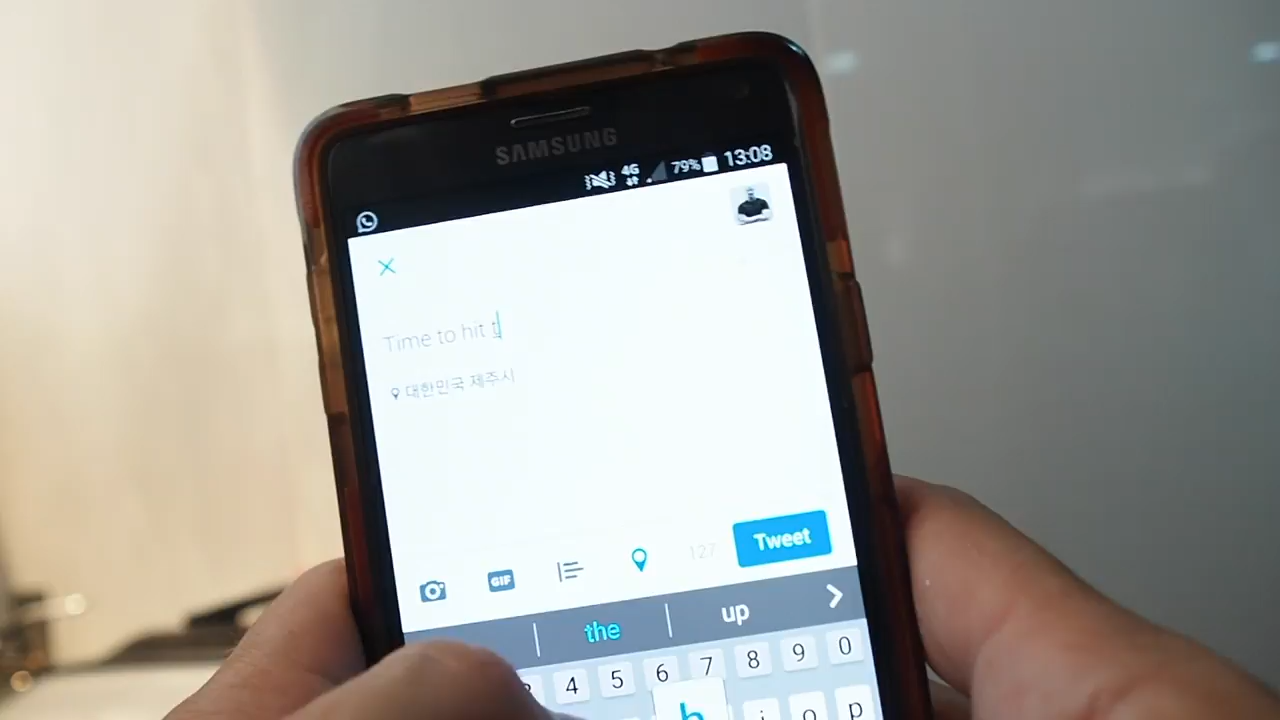 SAMSUNG
4G 79% 13:08
Time to hit t
대한민국 제주시
GIF 127 Tweet
the up
4 5 6 7 8 9 0
h i o p